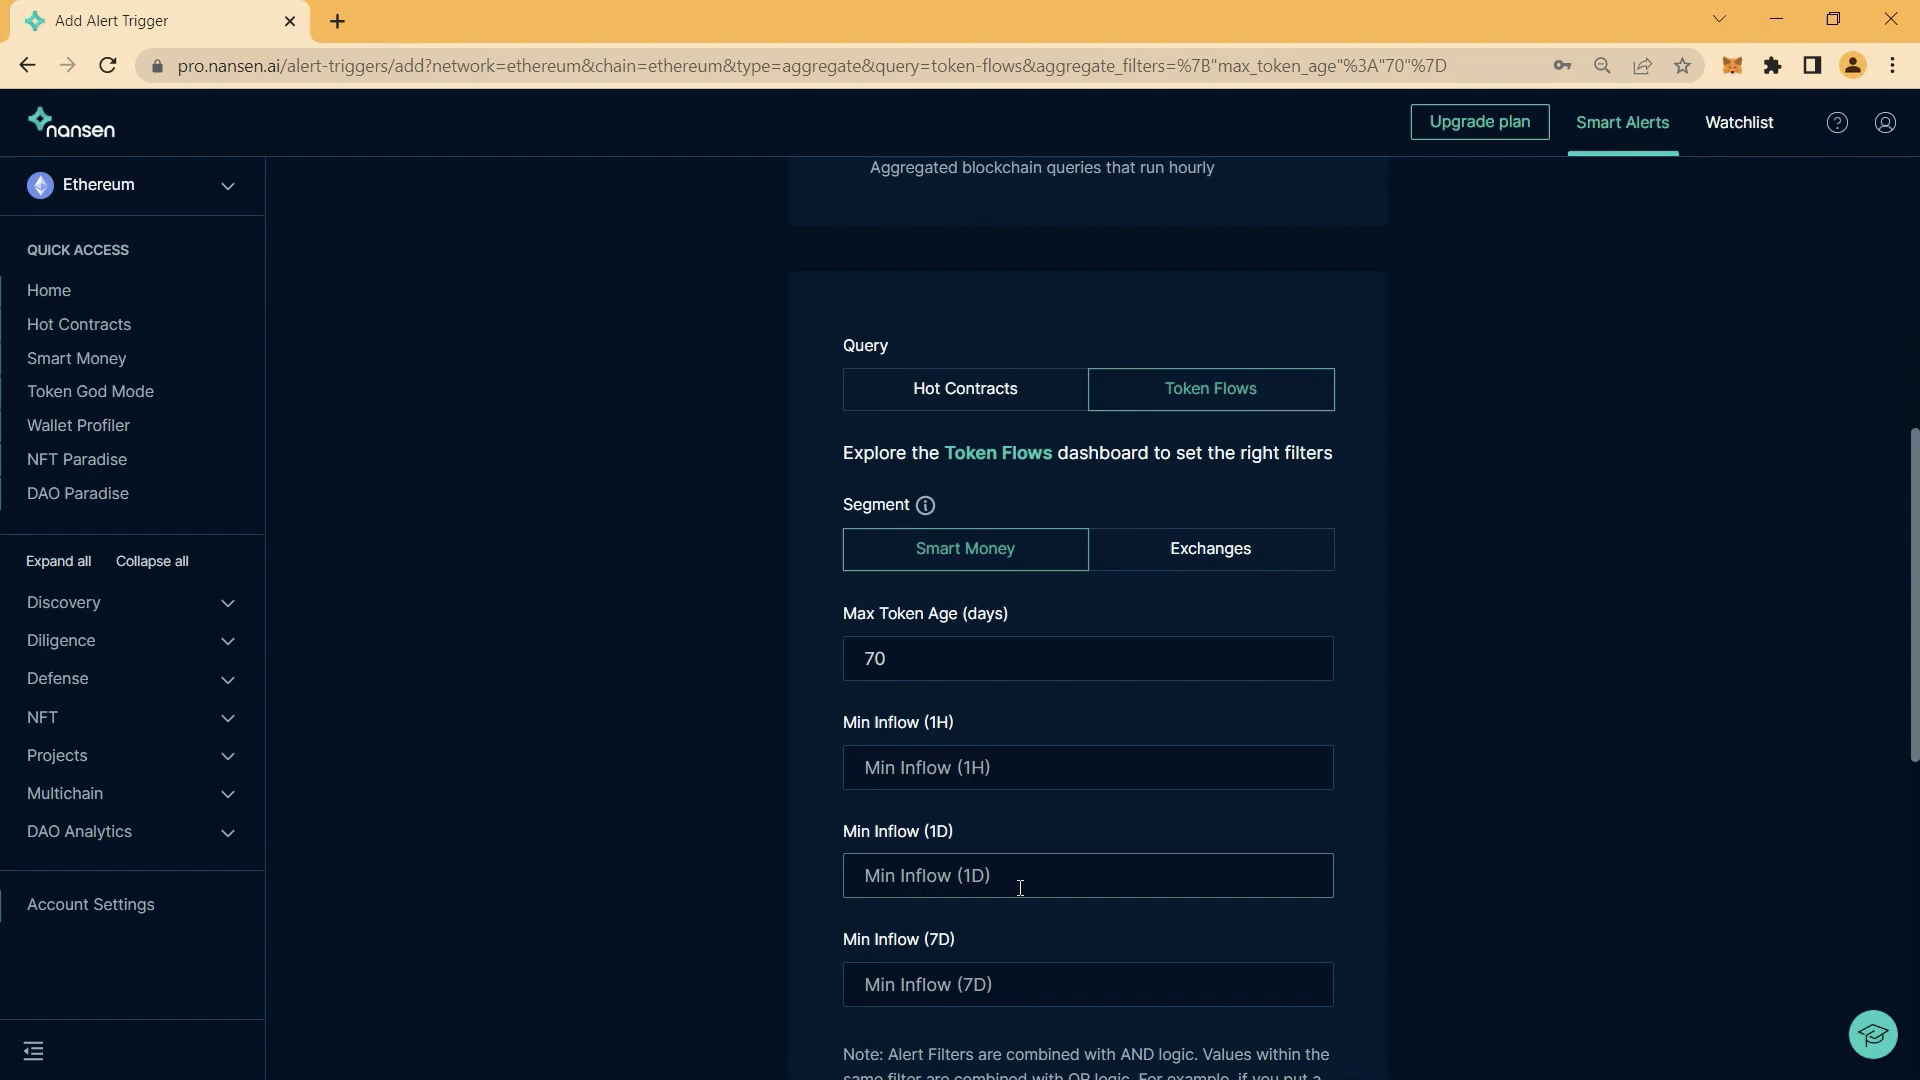 Add Alert Trigger
pro.nansen.ai/alert-triggers/add?network=ethereum&chain=ethereum&type=aggregate&query=token-flows&aggregate_filters=%7B"max_token_age"%3A"70"%7D
nansen
Upgrade plan
Smart Alerts
Watchlist
Ethereum
QUICK ACCESS
Home
Hot Contracts
Smart Money
Token God Mode
Wallet Profiler
NFT Paradise
DAO Paradise
Expand all
Collapse all
Discovery
Diligence
Defense
NFT
Projects
Multichain
DAO Analytics
Account Settings
Aggregated blockchain queries that run hourly
Query
Hot Contracts
Token Flows
Explore the Token Flows dashboard to set the right filters
Segment
Smart Money
Exchanges
Max Token Age (days)
70
Min Inflow (1H)
Min Inflow (1H)
Min Inflow (1D)
Min Inflow (1D)
Min Inflow (7D)
Min Inflow (7D)
Note: Alert Filters are combined with AND logic. Values within the
same filter are combined with OR logic. For example, if you put a